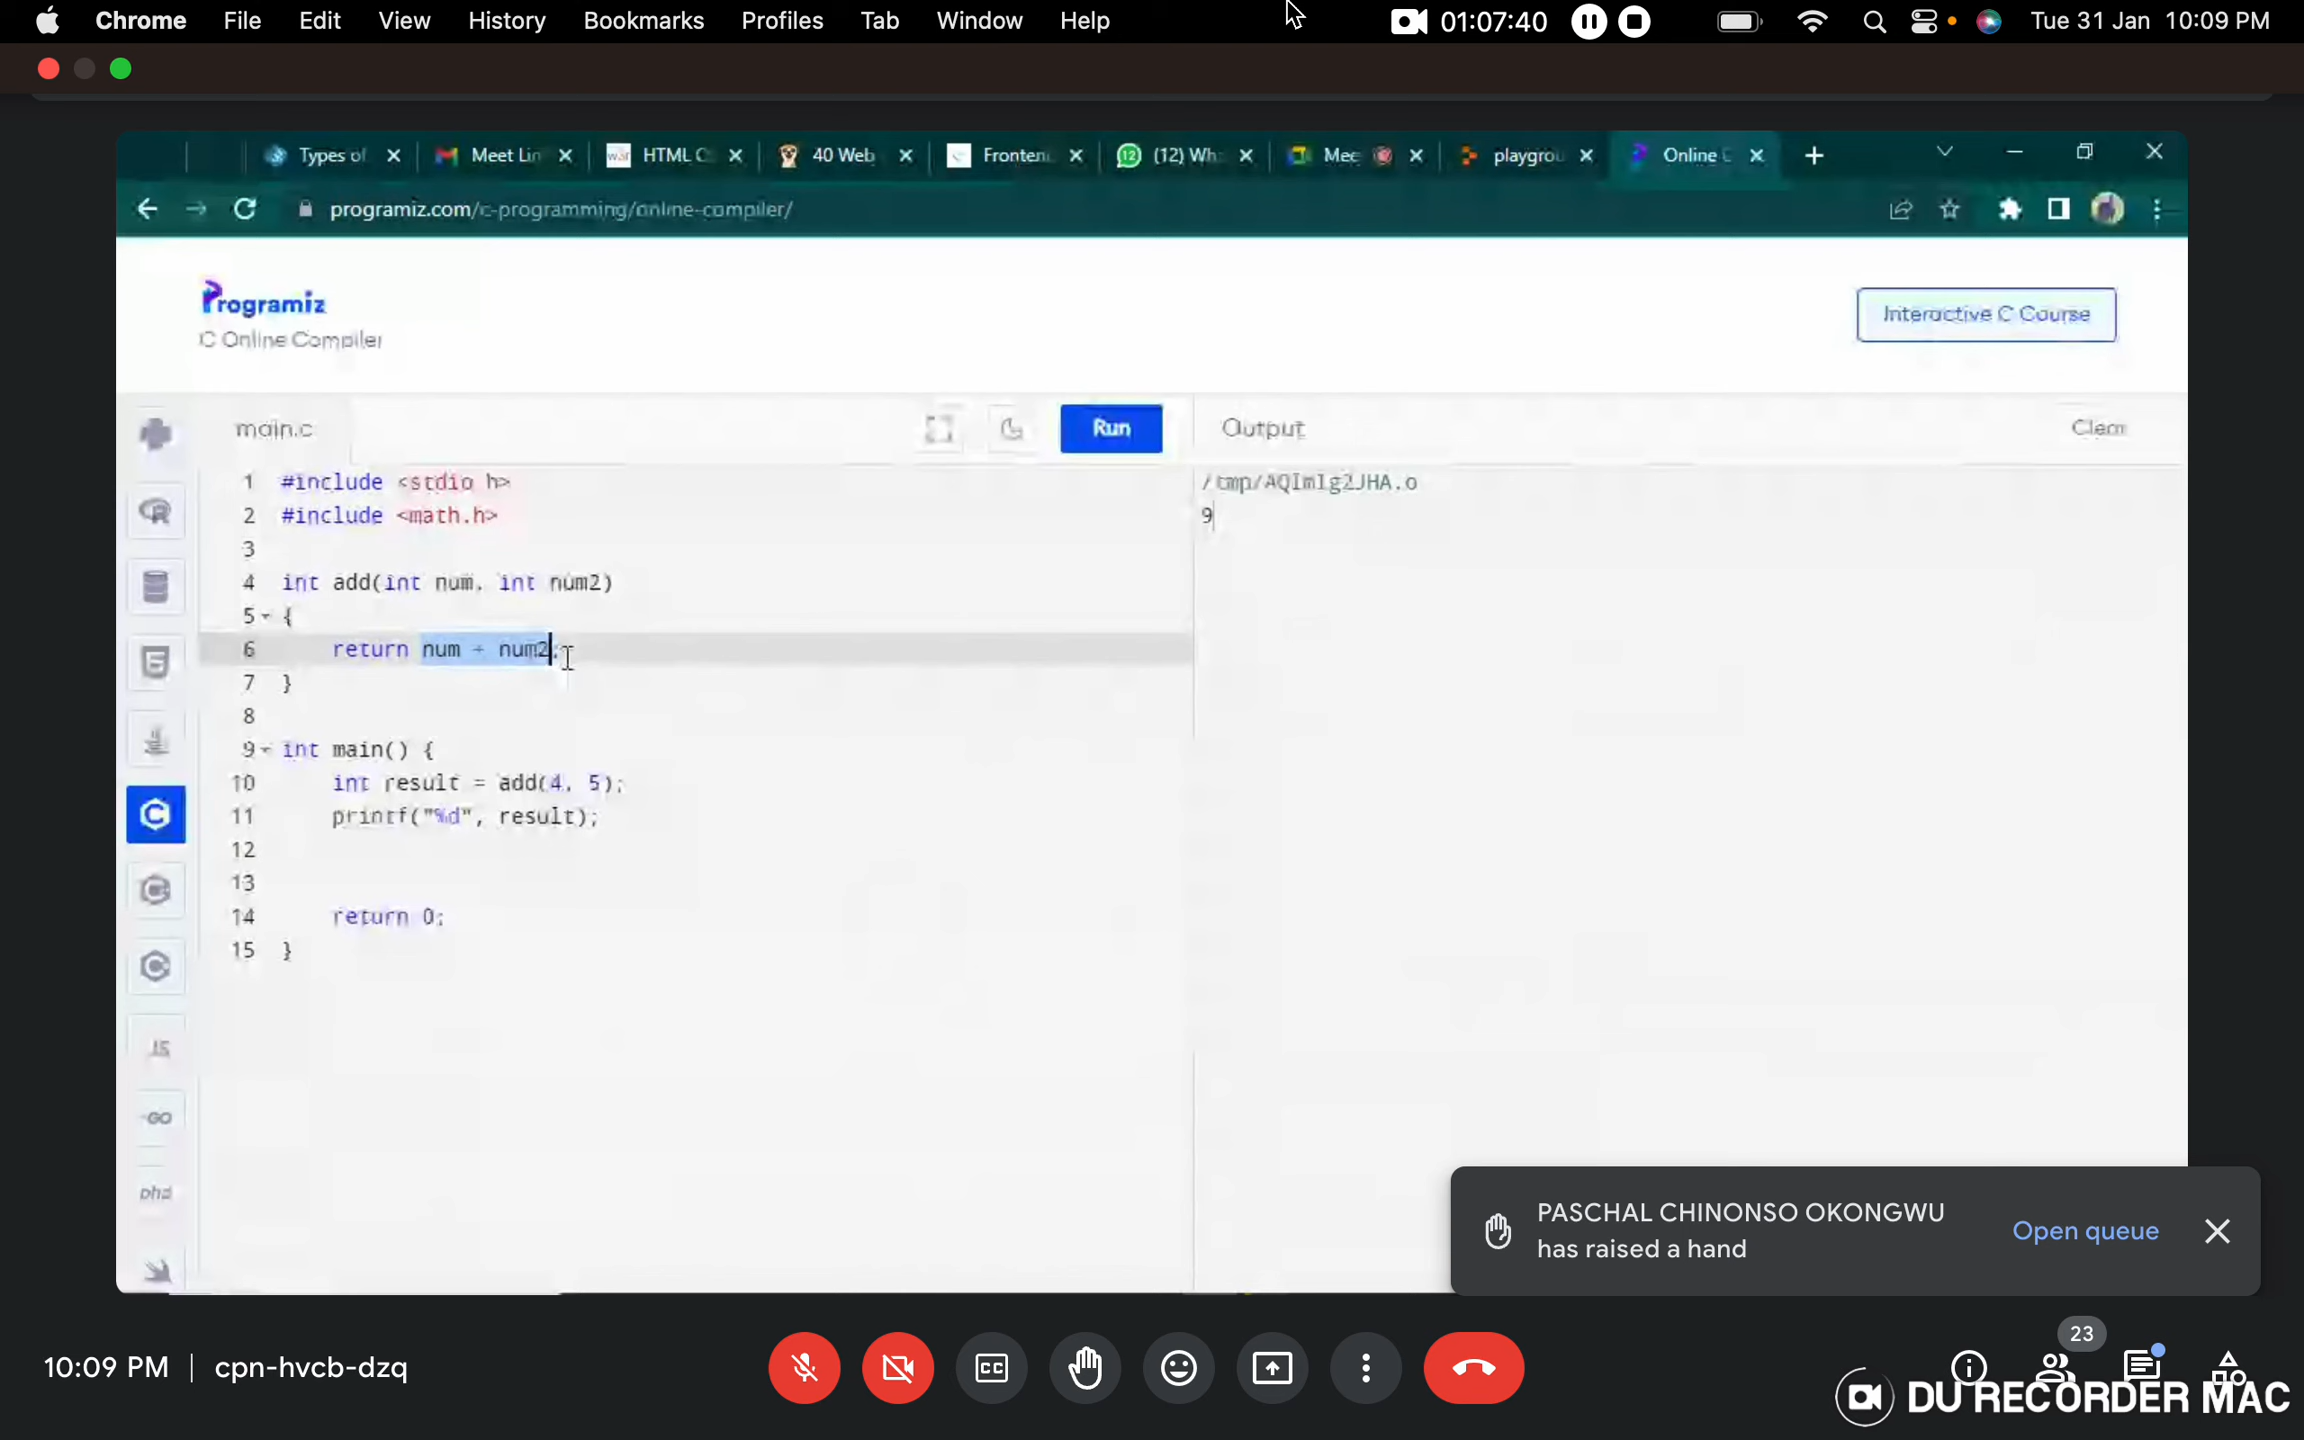 Chrome File Edit View History Bookmarks Profiles Tab Window Help 01:07:40 Tue 31 Jan 10:09 PM
Types of Meet Lin HTML C 40 Web Fronten (12) Wh Mee playgrou Online C
programiz.com/c-programming/online-compiler/
Programiz
C Online Compiler
Interactive C Course
main.c
Run
Output
Clear
1 #include <stdio h>
2 #include <math.h>
3
4 int add(int num, int num2)
5 {
6 return num + num2;
7 }
8
9 int main() {
10 int result = add(4, 5);
11 printf("%d", result);
12
13
14 return 0;
15 }
/tmp/AQImIg2JHA.o
9
JS
GO
php
PASCHAL CHINONSO OKONGWU
has raised a hand
Open queue
10:09 PM | cpn-hvcb-dzq
CC
23
DU RECORDER MAC